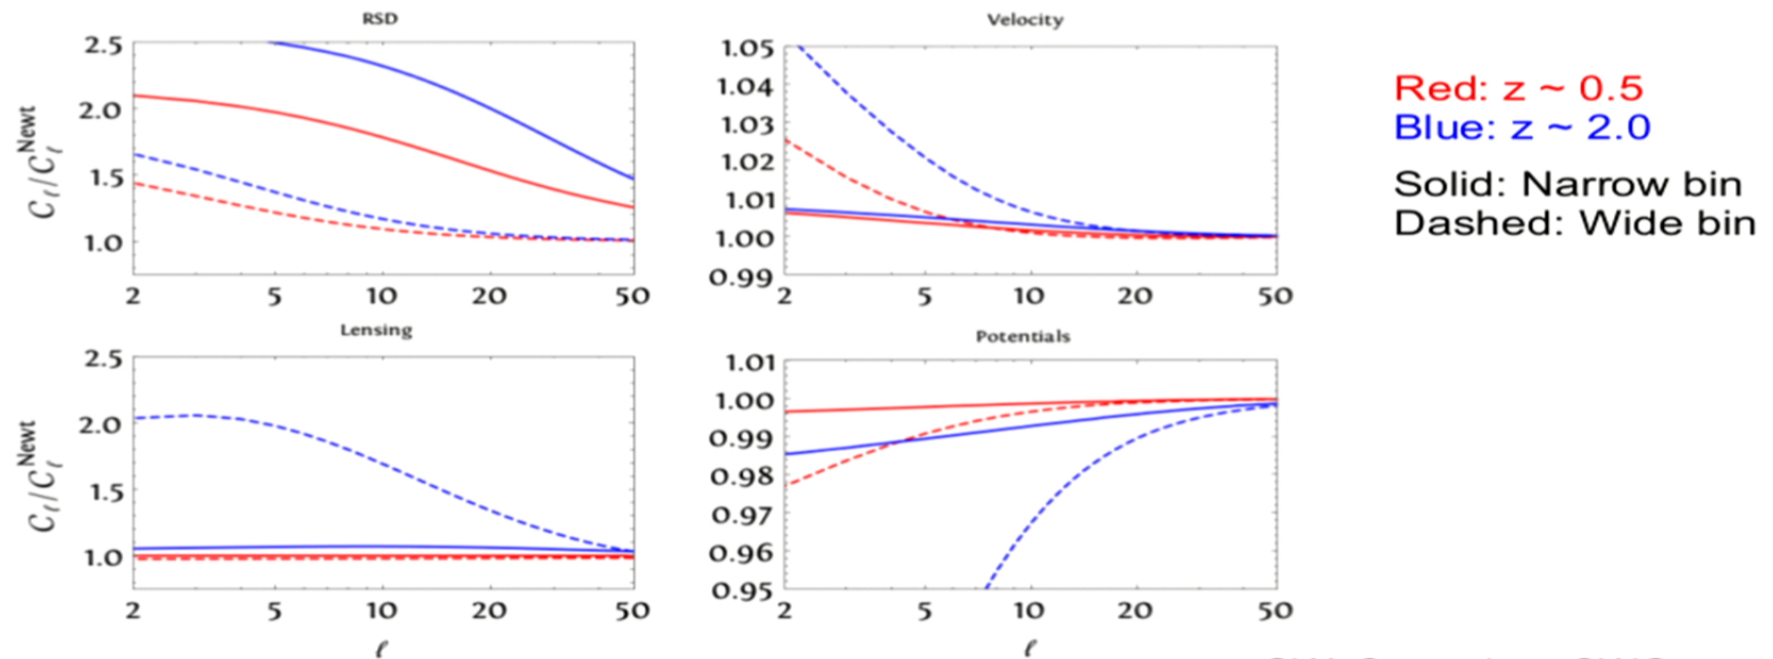 RSD
2.5
2.0
1.5
1.0
C_ℓ/C_ℓ^Newt
2 5 10 20 50
Velocity
1.05
1.04
1.03
1.02
1.01
1.00
0.99
2 5 10 20 50
Red: z ~ 0.5
Blue: z ~ 2.0
Solid: Narrow bin
Dashed: Wide bin
Lensing
2.5
2.0
1.5
1.0
C_ℓ/C_ℓ^Newt
2 5 10 20 50
ℓ
Potentials
1.01
1.00
0.99
0.98
0.97
0.96
0.95
2 5 10 20 50
ℓ